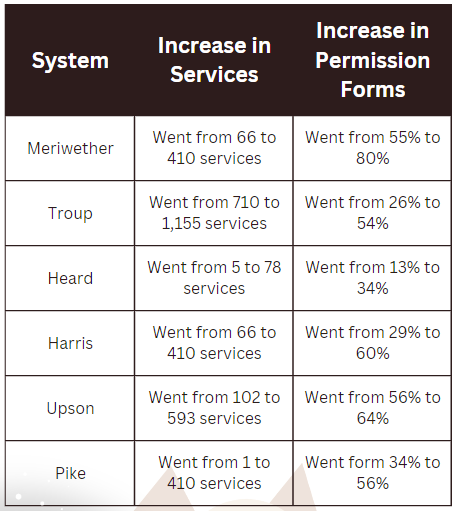 System
Increase in
Services
Increase in
Permission
Forms
Meriwether
Went from 66 to
410 services
Went from 55% to
80%
Troup
Went from 710 to
1,155 services
Went from 26% to
54%
Heard
Went from 5 to 78
services
Went from 13% to
34%
Harris
Went from 66 to
410 services
Went from 29% to
60%
Upson
Went from 102 to
593 services
Went from 56% to
64%
Pike
Went from 1 to
410 services
Went form 34% to
56%